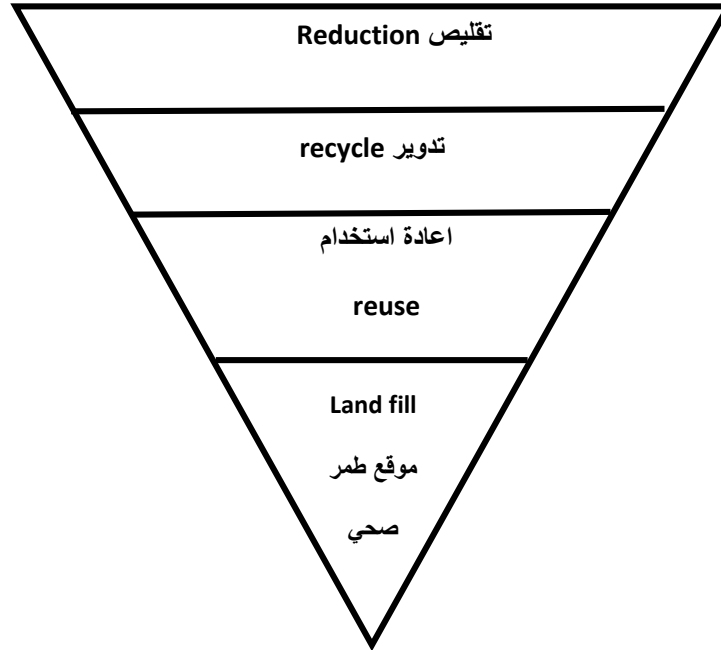 تقليص Reduction
تدوير recycle
اعادة استخدام
reuse
Land fill
موقع طمر
صحي